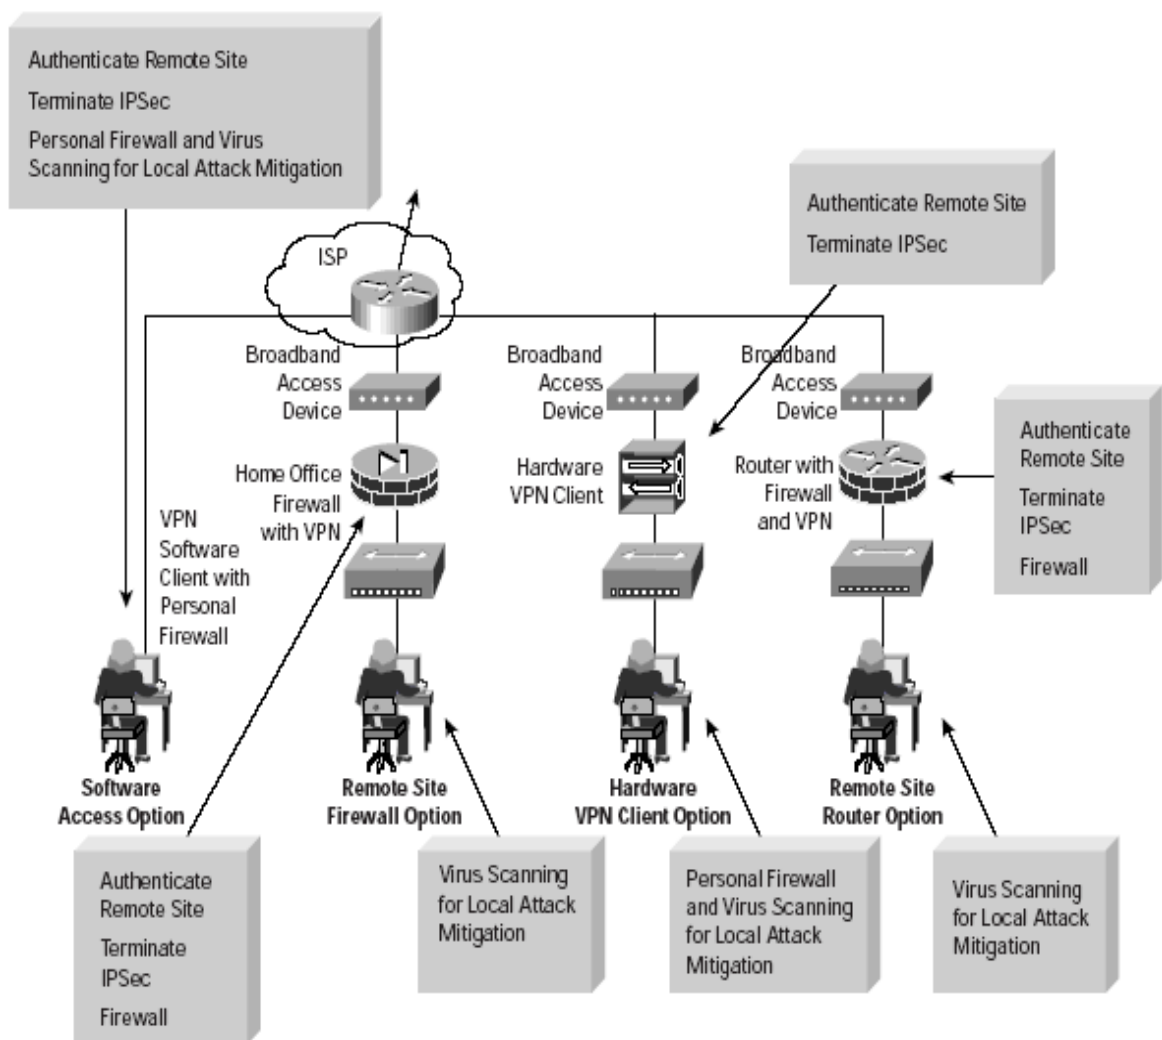 Authenticate Remote Site
Terminate IPSec
Personal Firewall and Virus
Scanning for Local Attack Mitigation
Authenticate Remote Site
Terminate IPSec
ISP
Broadband
Access
Device
Broadband
Access
Device
Broadband
Access
Device
Authenticate
Remote Site
Terminate
IPSec
Firewall
Home Office
Firewall
with VPN
Hardware
VPN Client
Router with
Firewall
and VPN
VPN
Software
Client with
Personal
Firewall
Software
Access Option
Remote Site
Firewall Option
Hardware
VPN Client Option
Remote Site
Router Option
Authenticate
Remote Site
Terminate
IPSec
Firewall
Virus Scanning
for Local Attack
Mitigation
Personal Firewall
and Virus Scanning
for Local Attack
Mitigation
Virus Scanning
for Local Attack
Mitigation